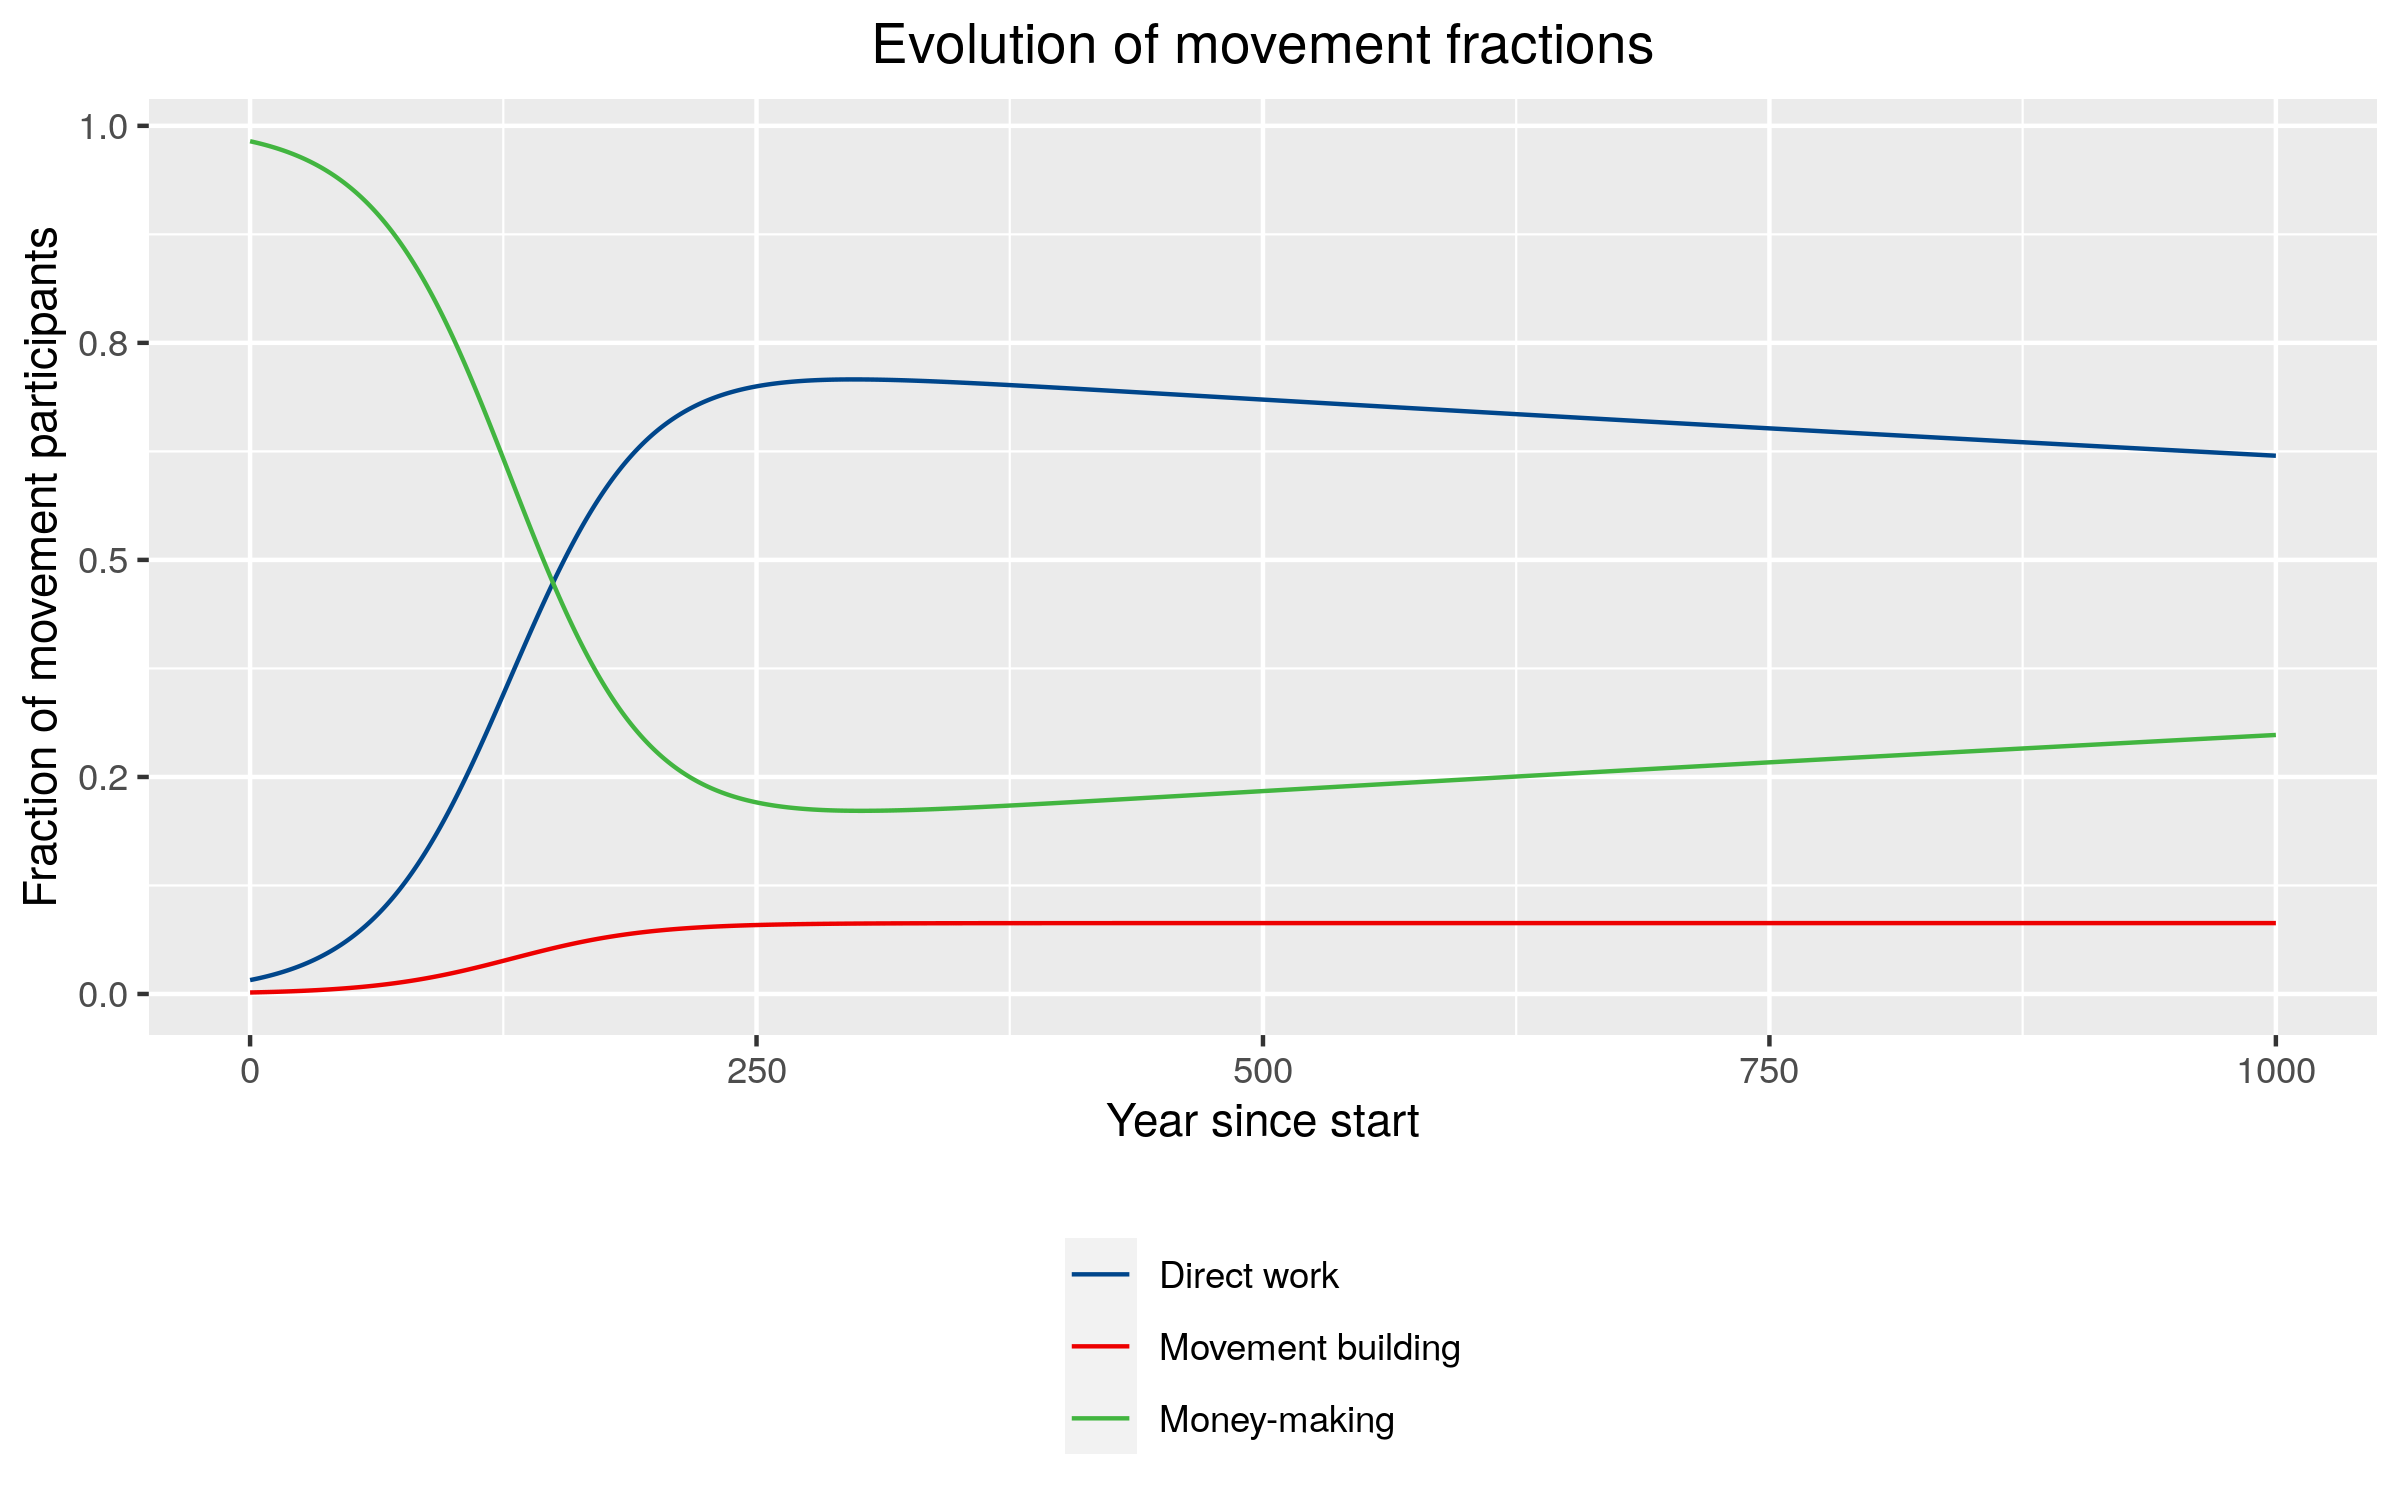 Evolution of movement fractions
Fraction of movement participants
1.0
0.8
0.5
0.2
0.0
0 250 500 750 1000
Year since start
Direct work
Movement building
Money-making